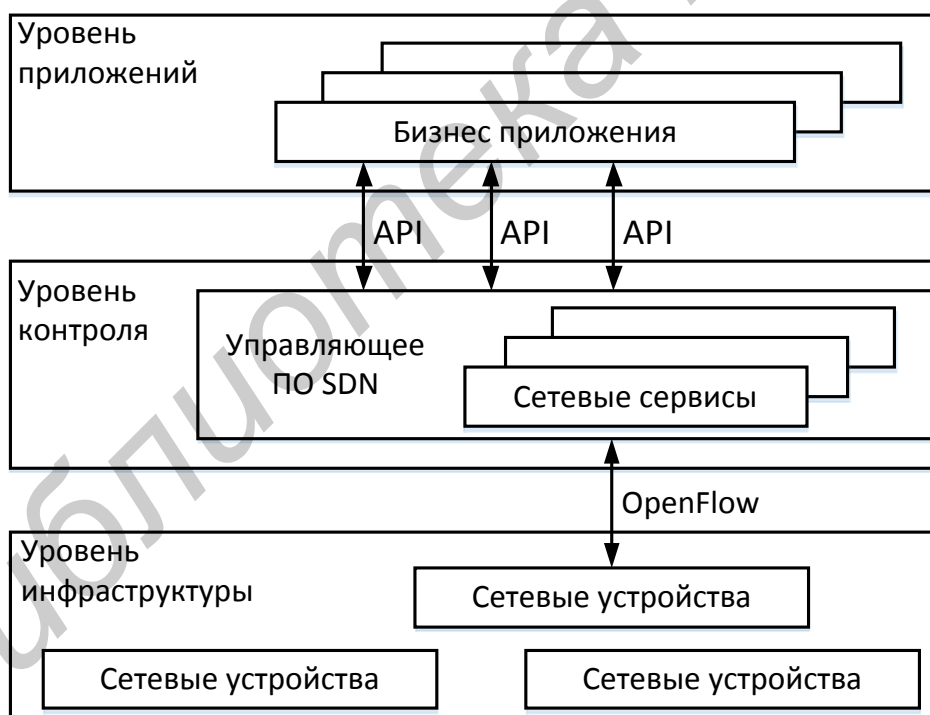 Уровень
приложений
Бизнес приложения
API API API
Уровень
контроля
Управляющее
ПО SDN
Сетевые сервисы
OpenFlow
Уровень
инфраструктуры
Сетевые устройства
Сетевые устройства Сетевые устройства